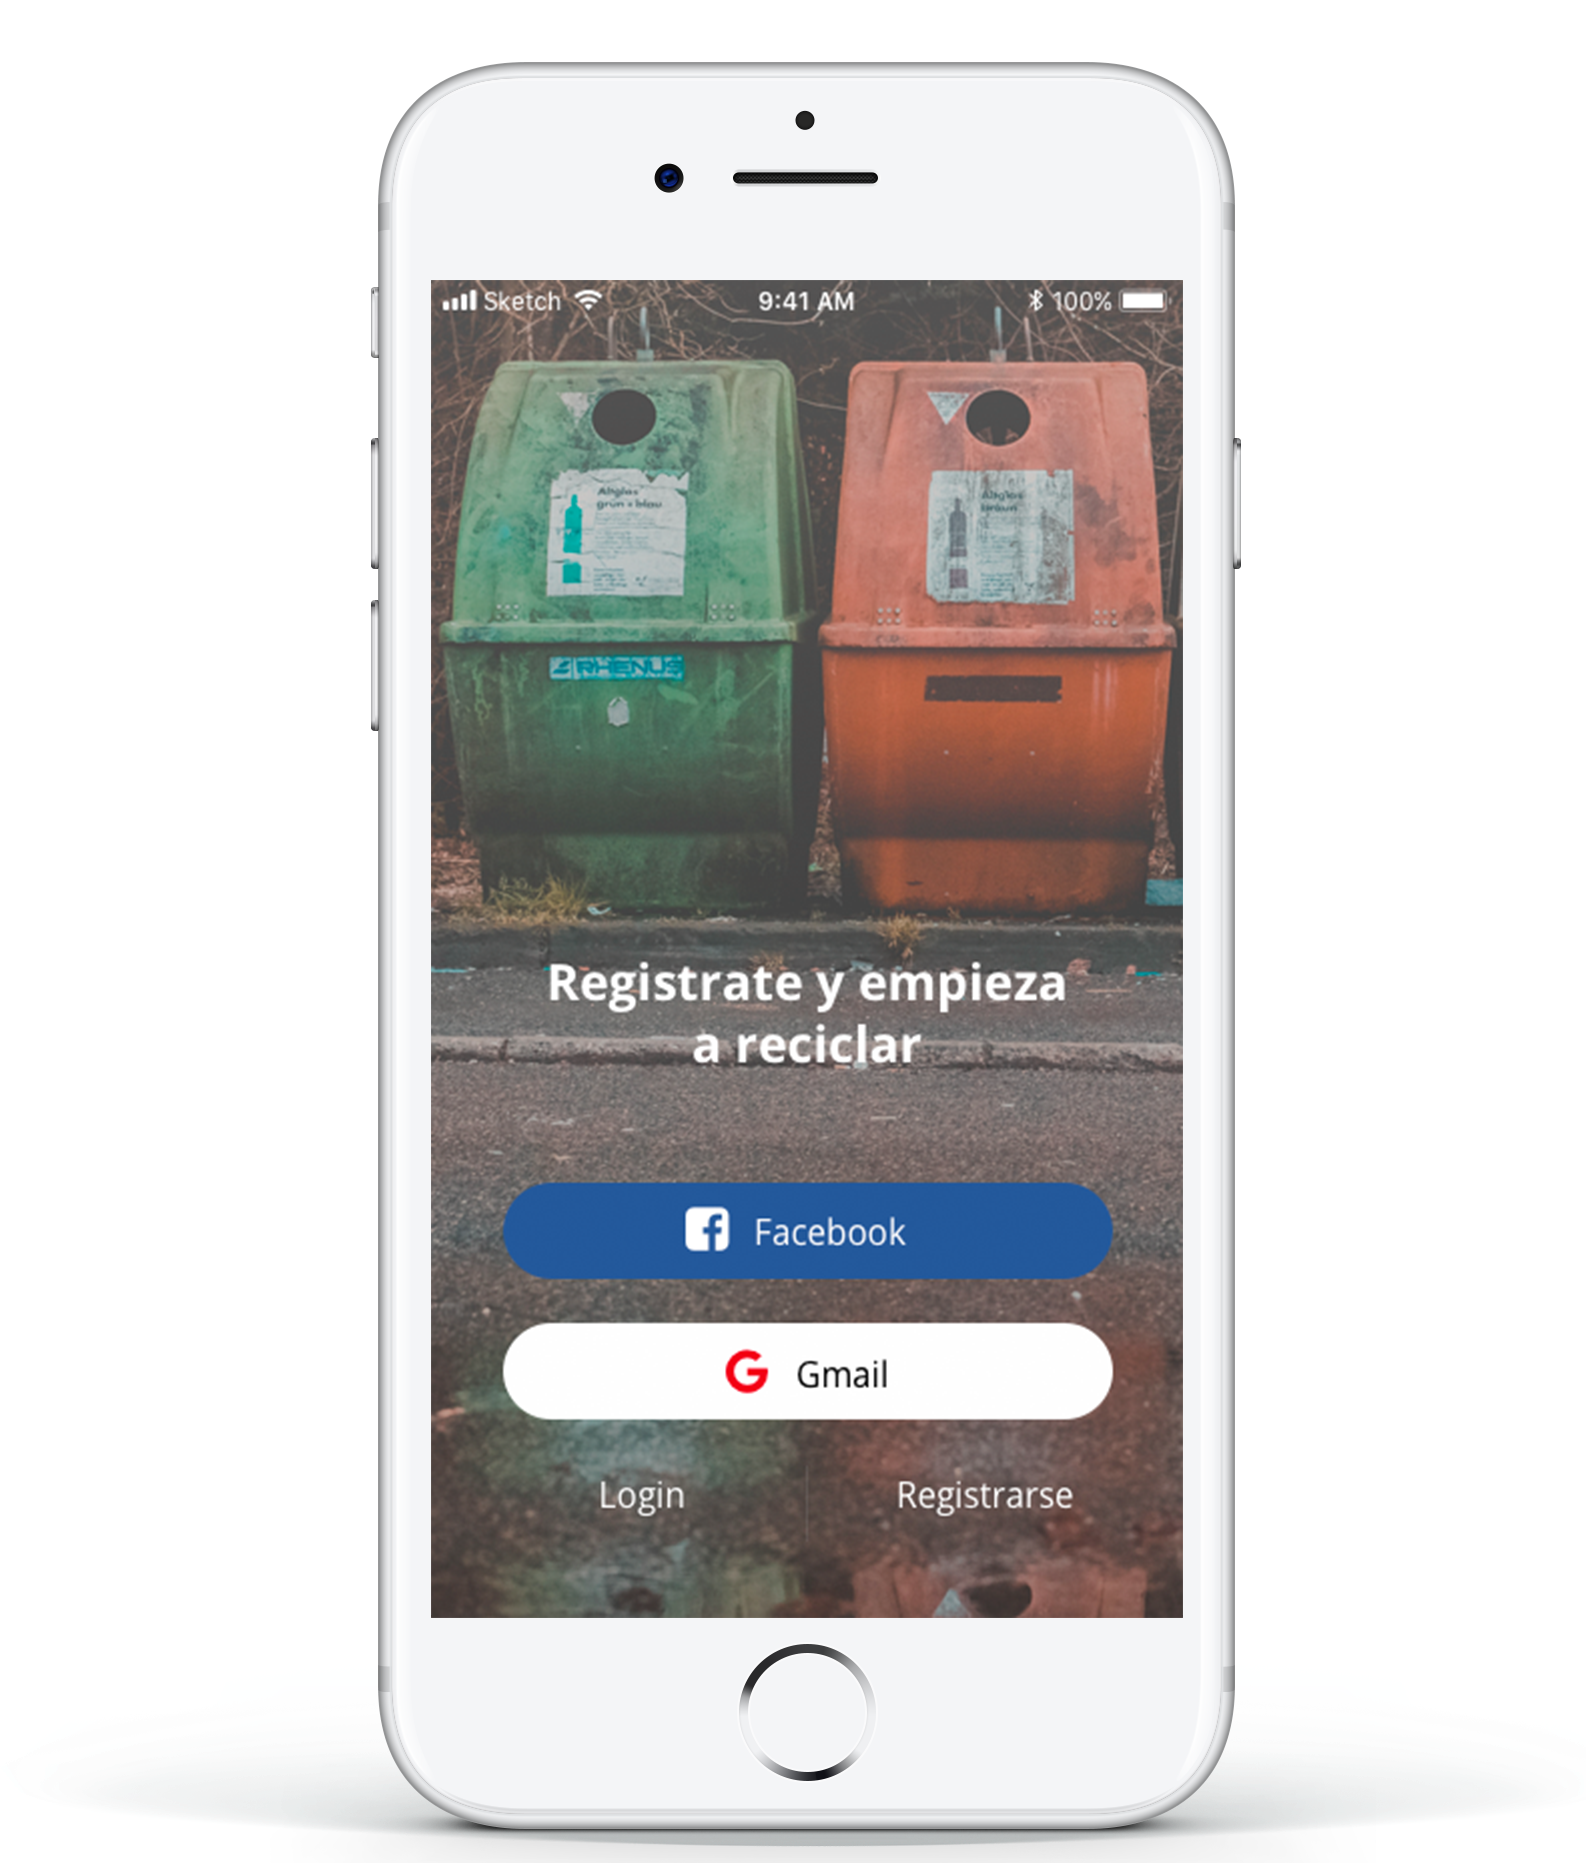 Sketch
9:41 AM
100%
Altglas
grün + blau
Altglas
braun
RHENUS
Registrate y empieza
a reciclar
Facebook
Gmail
Login
Registrarse